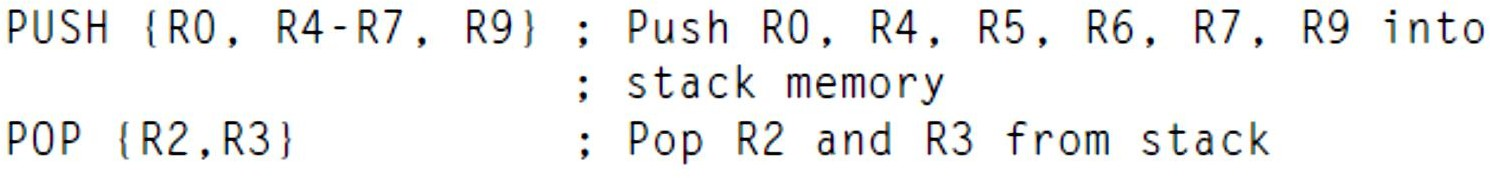 PUSH {R0, R4-R7, R9} ; Push R0, R4, R5, R6, R7, R9 into
; stack memory
POP {R2,R3} ; Pop R2 and R3 from stack